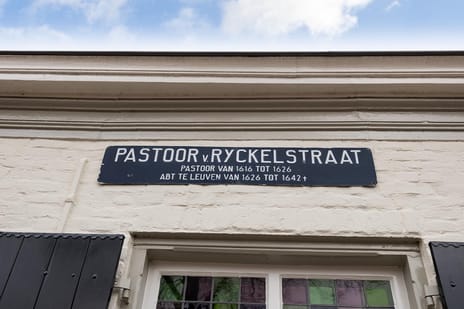 PASTOOR v. RYCKELSTRAAT
PASTOOR VAN 1616 TOT 1626
ABT TE LEUVEN VAN 1626 TOT 1642 †